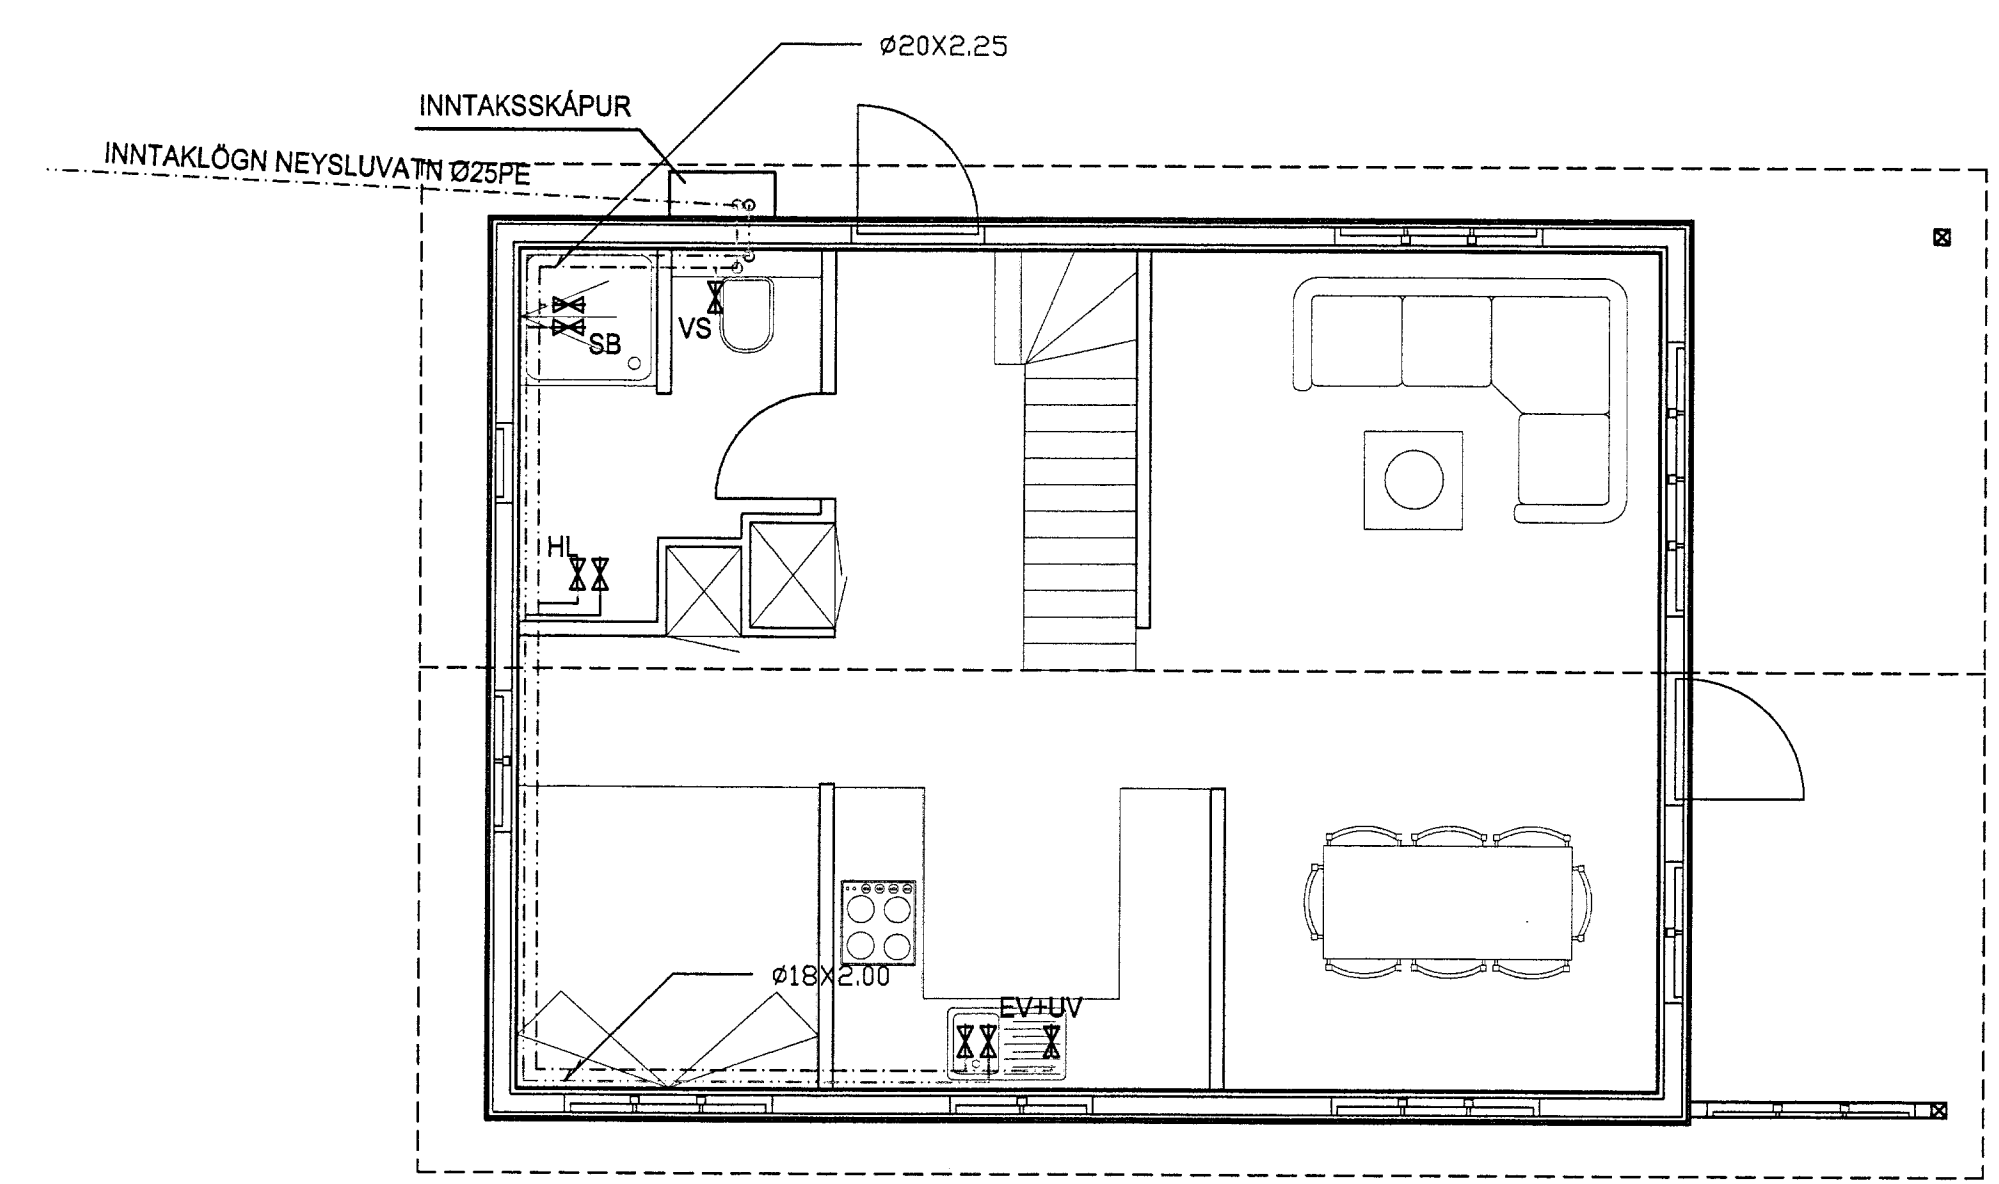 Ø20X2.25
INNTAKSSKÁPUR
INNTAKLÖGN NEYSLUVATN Ø25PE
VS
SB
HL
Ø18X2.00
EV+UV